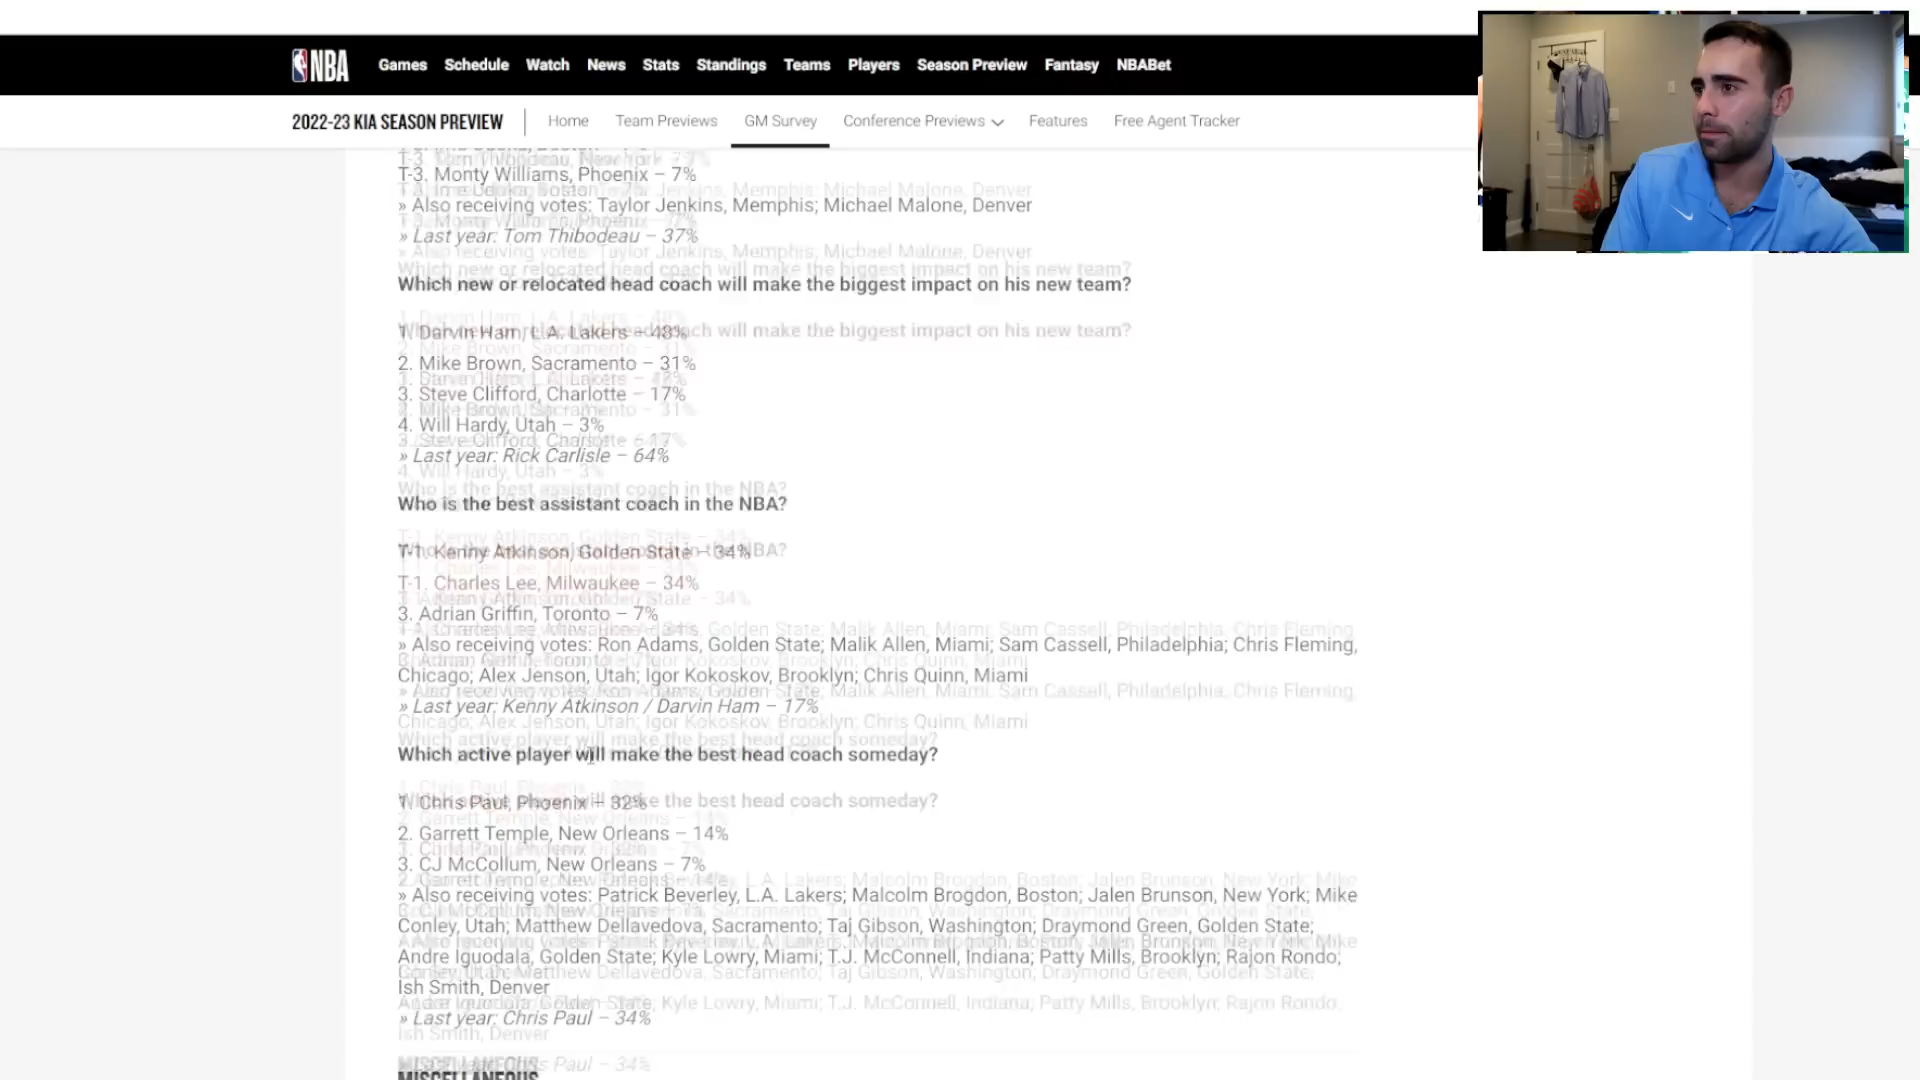 NBA Games Schedule Watch News Stats Standings Teams Players Season Preview Fantasy NBABet
2022-23 KIA SEASON PREVIEW Home Team Previews GM Survey Conference Previews Features Free Agent Tracker
T-3. Tom Thibodeau, New York – 7%
T-3. Monty Williams, Phoenix – 7%
» Also receiving votes: Taylor Jenkins, Memphis; Michael Malone, Denver
» Last year: Tom Thibodeau – 37%
Which new or relocated head coach will make the biggest impact on his new team?
1. Darvin Ham, L.A. Lakers – 48%
2. Mike Brown, Sacramento – 31%
3. Steve Clifford, Charlotte – 17%
4. Will Hardy, Utah – 3%
» Last year: Rick Carlisle – 64%
Who is the best assistant coach in the NBA?
T-1. Kenny Atkinson, Golden State – 34%
T-1. Charles Lee, Milwaukee – 34%
3. Adrian Griffin, Toronto – 7%
» Also receiving votes: Ron Adams, Golden State; Malik Allen, Miami; Sam Cassell, Philadelphia; Chris Fleming,
Chicago; Alex Jenson, Utah; Igor Kokoskov, Brooklyn; Chris Quinn, Miami
» Last year: Kenny Atkinson / Darvin Ham – 17%
Which active player will make the best head coach someday?
1. Chris Paul, Phoenix – 32%
2. Garrett Temple, New Orleans – 14%
3. CJ McCollum, New Orleans – 7%
» Also receiving votes: Patrick Beverley, L.A. Lakers; Malcolm Brogdon, Boston; Jalen Brunson, New York; Mike
Conley, Utah; Matthew Dellavedova, Sacramento; Taj Gibson, Washington; Draymond Green, Golden State;
Andre Iguodala, Golden State; Kyle Lowry, Miami; T.J. McConnell, Indiana; Patty Mills, Brooklyn; Rajon Rondo;
Ish Smith, Denver
» Last year: Chris Paul – 34%
MISCELLANEOUS